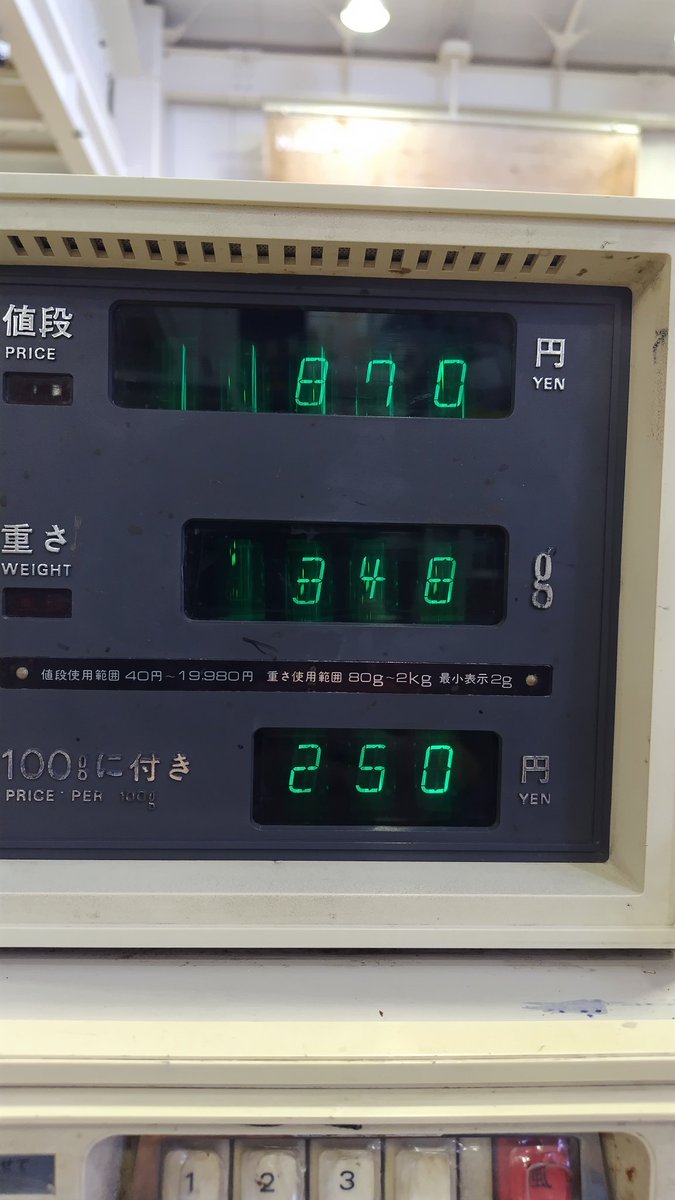 値段
PRICE
870
円
YEN
重さ
WEIGHT
348
g
値段使用範囲 40円～19.980円 重さ使用範囲 80g～2kg 最小表示2g
100gに付き
PRICE PER 100g
250
円
YEN
1 2 3 風